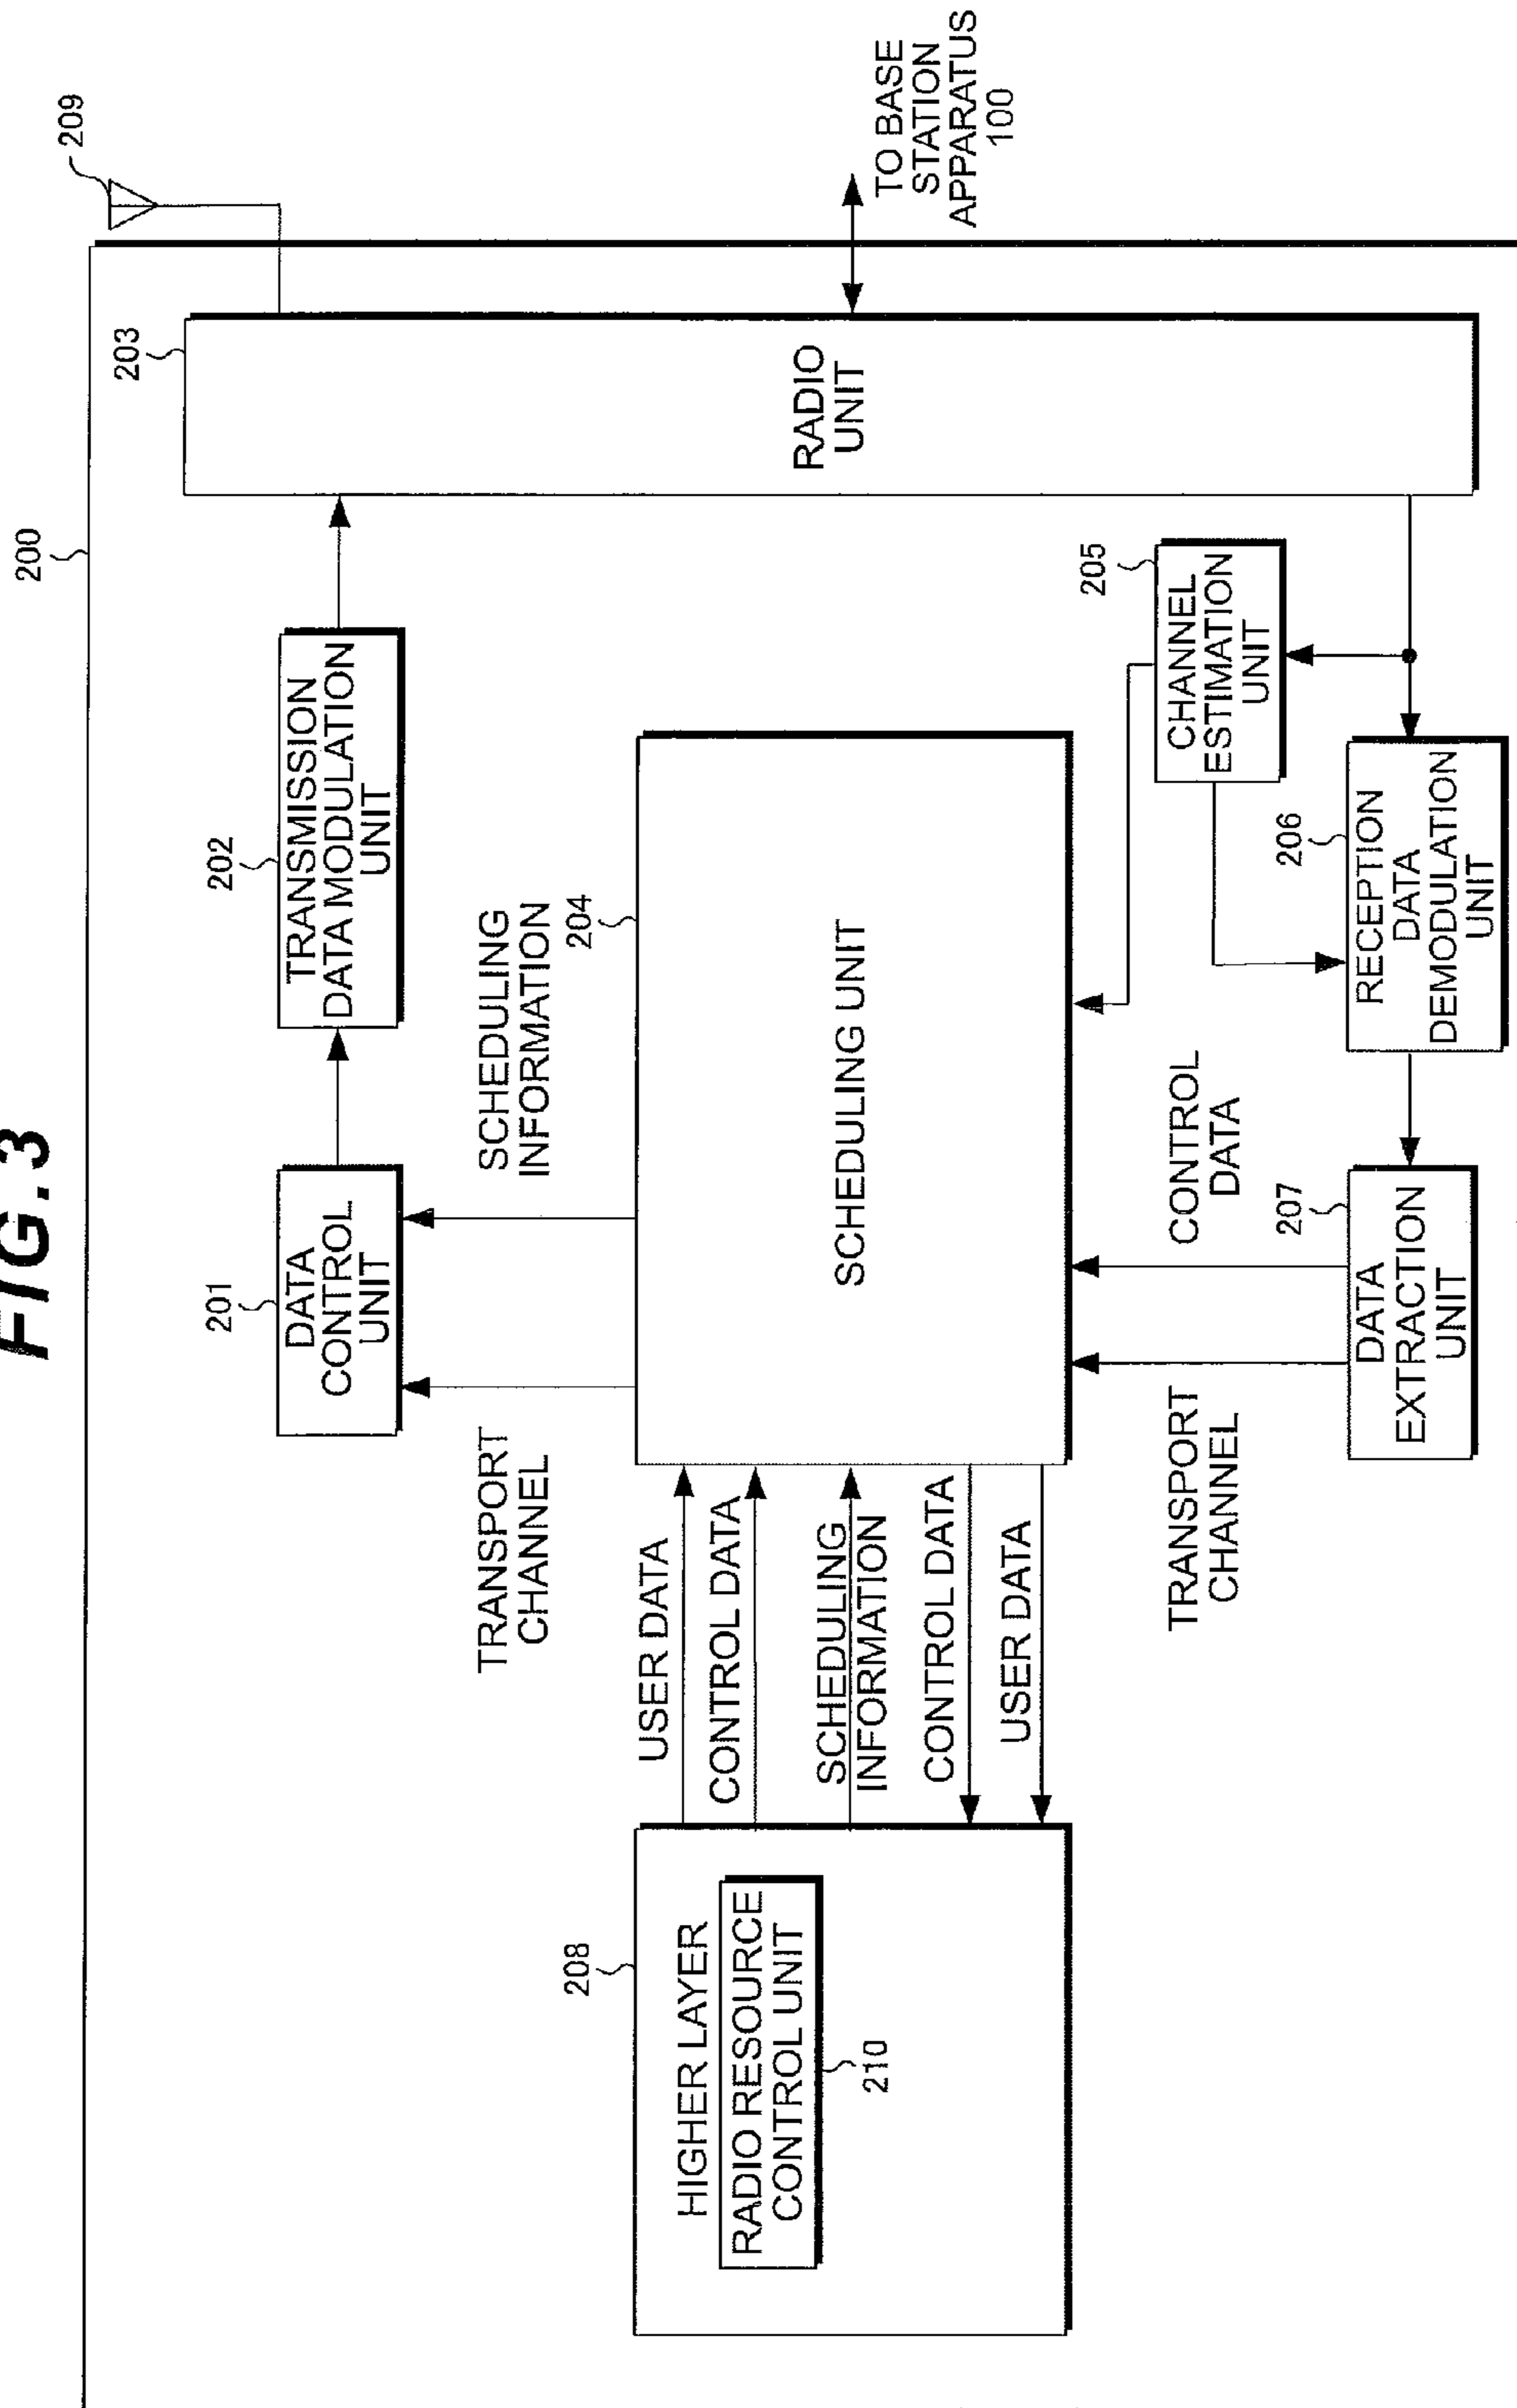 FIG. 3
200
209
201
DATA
CONTROL
UNIT
202
TRANSMISSION
DATA MODULATION
UNIT
203
RADIO
UNIT
TO BASE
STATION
APPARATUS
100
TRANSPORT
CHANNEL
SCHEDULING
INFORMATION
204
SCHEDULING UNIT
208
HIGHER LAYER
RADIO RESOURCE
CONTROL UNIT
210
USER DATA
CONTROL DATA
SCHEDULING
INFORMATION
CONTROL DATA
USER DATA
TRANSPORT
CHANNEL
CONTROL
DATA
205
CHANNEL
ESTIMATION
UNIT
207
DATA
EXTRACTION
UNIT
206
RECEPTION
DATA
DEMODULATION
UNIT